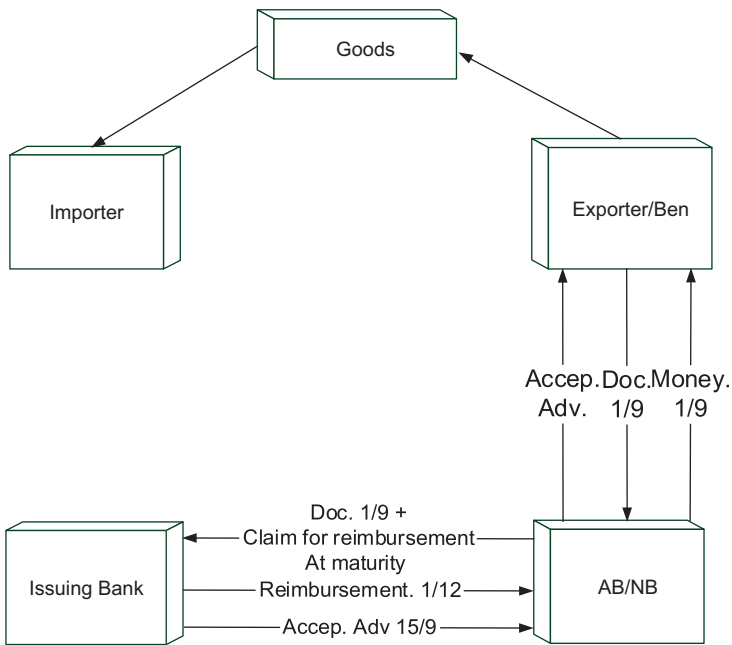 Goods
Importer
Exporter/Ben
Accep.
Adv.
Doc.
1/9
Money.
1/9
Doc. 1/9 +
Claim for reimbursement
At maturity
Reimbursement. 1/12
Accep. Adv 15/9
Issuing Bank
AB/NB